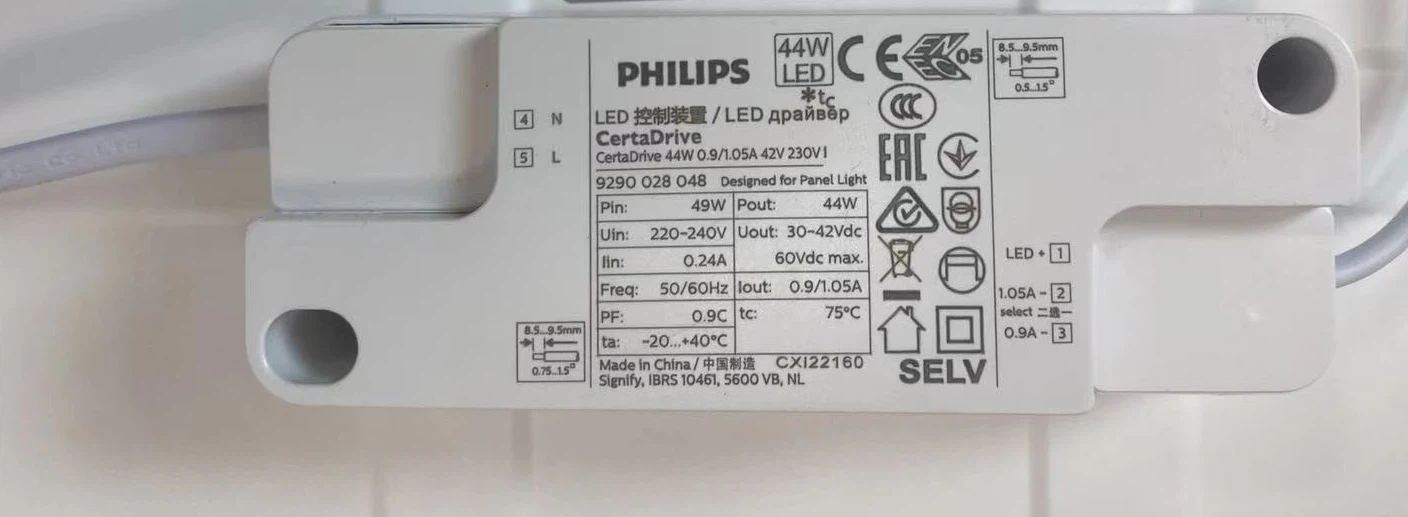 PHILIPS
44W
LED
CE
ENEC 05
8.5...9.5mm
0.5...1.5
*tc
4 N
5 L
LED 控制装置 / LED драйвер
CertaDrive
CertaDrive 44W 0.9/1.05A 42V 230V I
9290 028 048 Designed for Panel Light
CCC
EAC
Pin: 49W Pout: 44W
Uin: 220-240V Uout: 30-42Vdc
Iin: 0.24A 60Vdc max.
Freq: 50/60Hz Iout: 0.9/1.05A
PF: 0.9C tc: 75°C
ta: -20...+40°C
Made in China / 中国制造 CXI22160
Signify, IBRS 10461, 5600 VB, NL
SELV
8.5...9.5mm
0.75...1.5
LED + 1
1.05A - 2
select 二选一
0.9A - 3